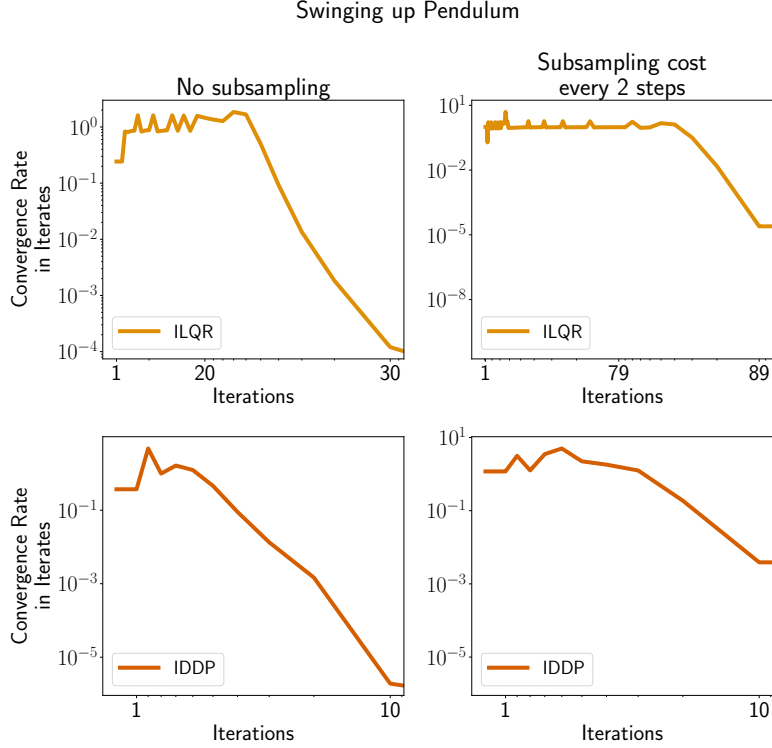 Swinging up Pendulum
No subsampling
Subsampling cost
every 2 steps
Convergence Rate
in Iterates
10^0
10^-1
10^-2
10^-3
10^-4
ILQR
1
20
30
Iterations
10^1
10^-2
10^-5
10^-8
ILQR
1
79
89
Iterations
Convergence Rate
in Iterates
10^-1
10^-3
10^-5
IDDP
1
10
Iterations
10^1
10^-1
10^-3
10^-5
IDDP
1
10
Iterations